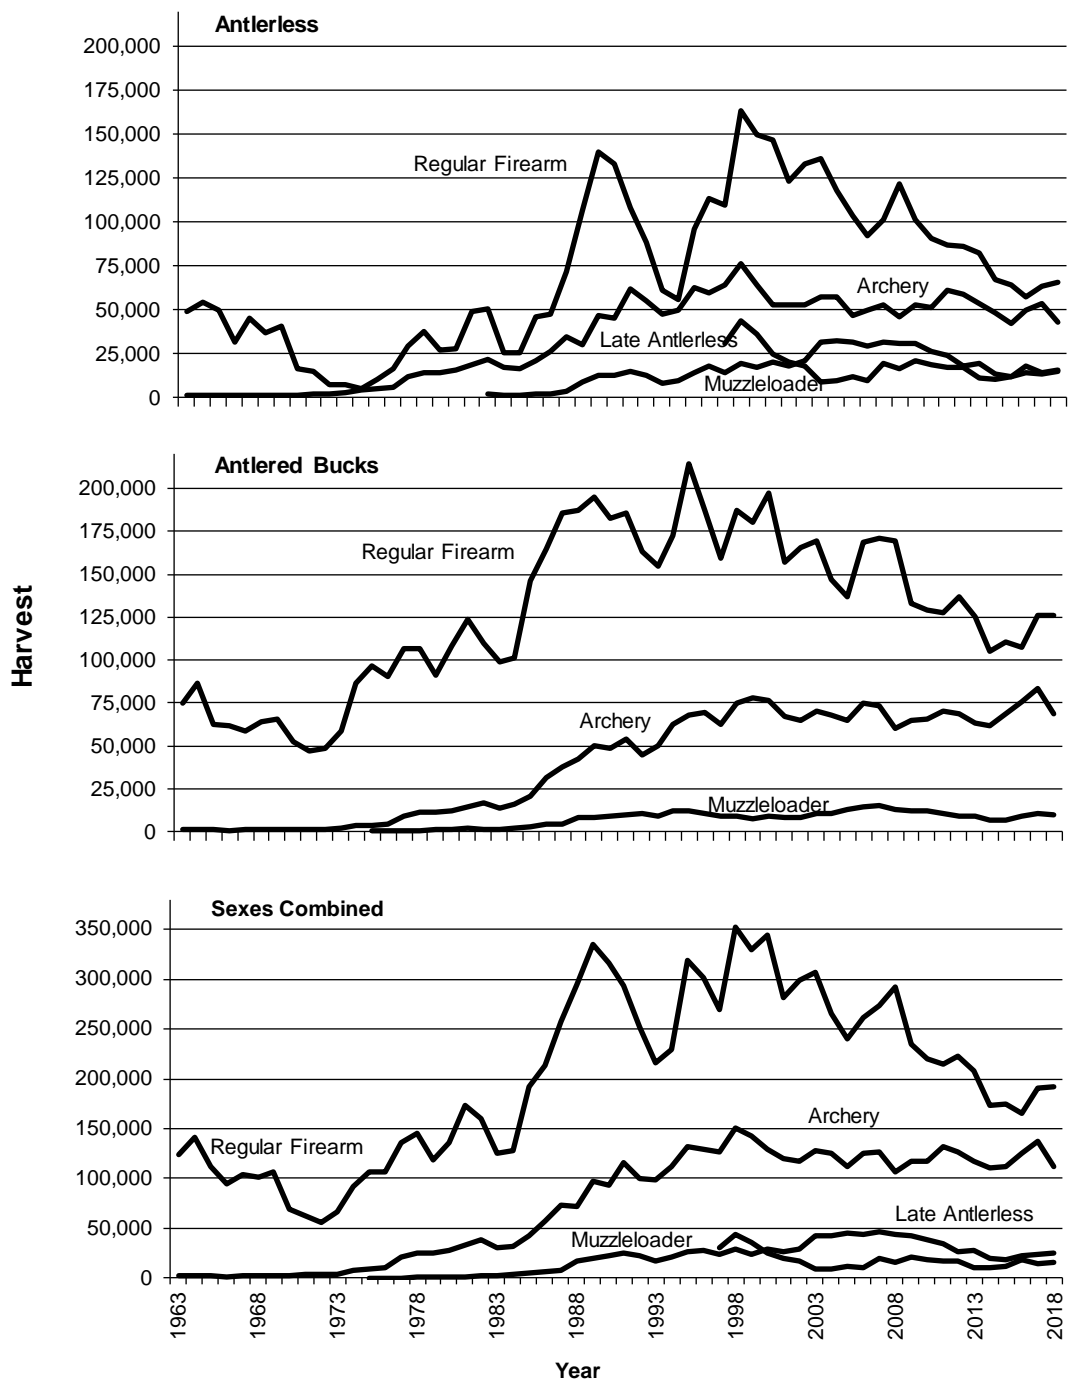 Antlerless
200,000
175,000
150,000
Regular Firearm
125,000
100,000
75,000
Archery
50,000
Late Antlerless
25,000
Muzzleloader
0
Antlered Bucks
200,000
175,000
Regular Firearm
150,000
125,000
100,000
75,000
Archery
50,000
25,000
Muzzleloader
0
Harvest
Sexes Combined
350,000
300,000
250,000
200,000
150,000
Archery
Regular Firearm
100,000
50,000
Late Antlerless
Muzzleloader
0
1963 1968 1973 1978 1983 1988 1993 1998 2003 2008 2013 2018
Year